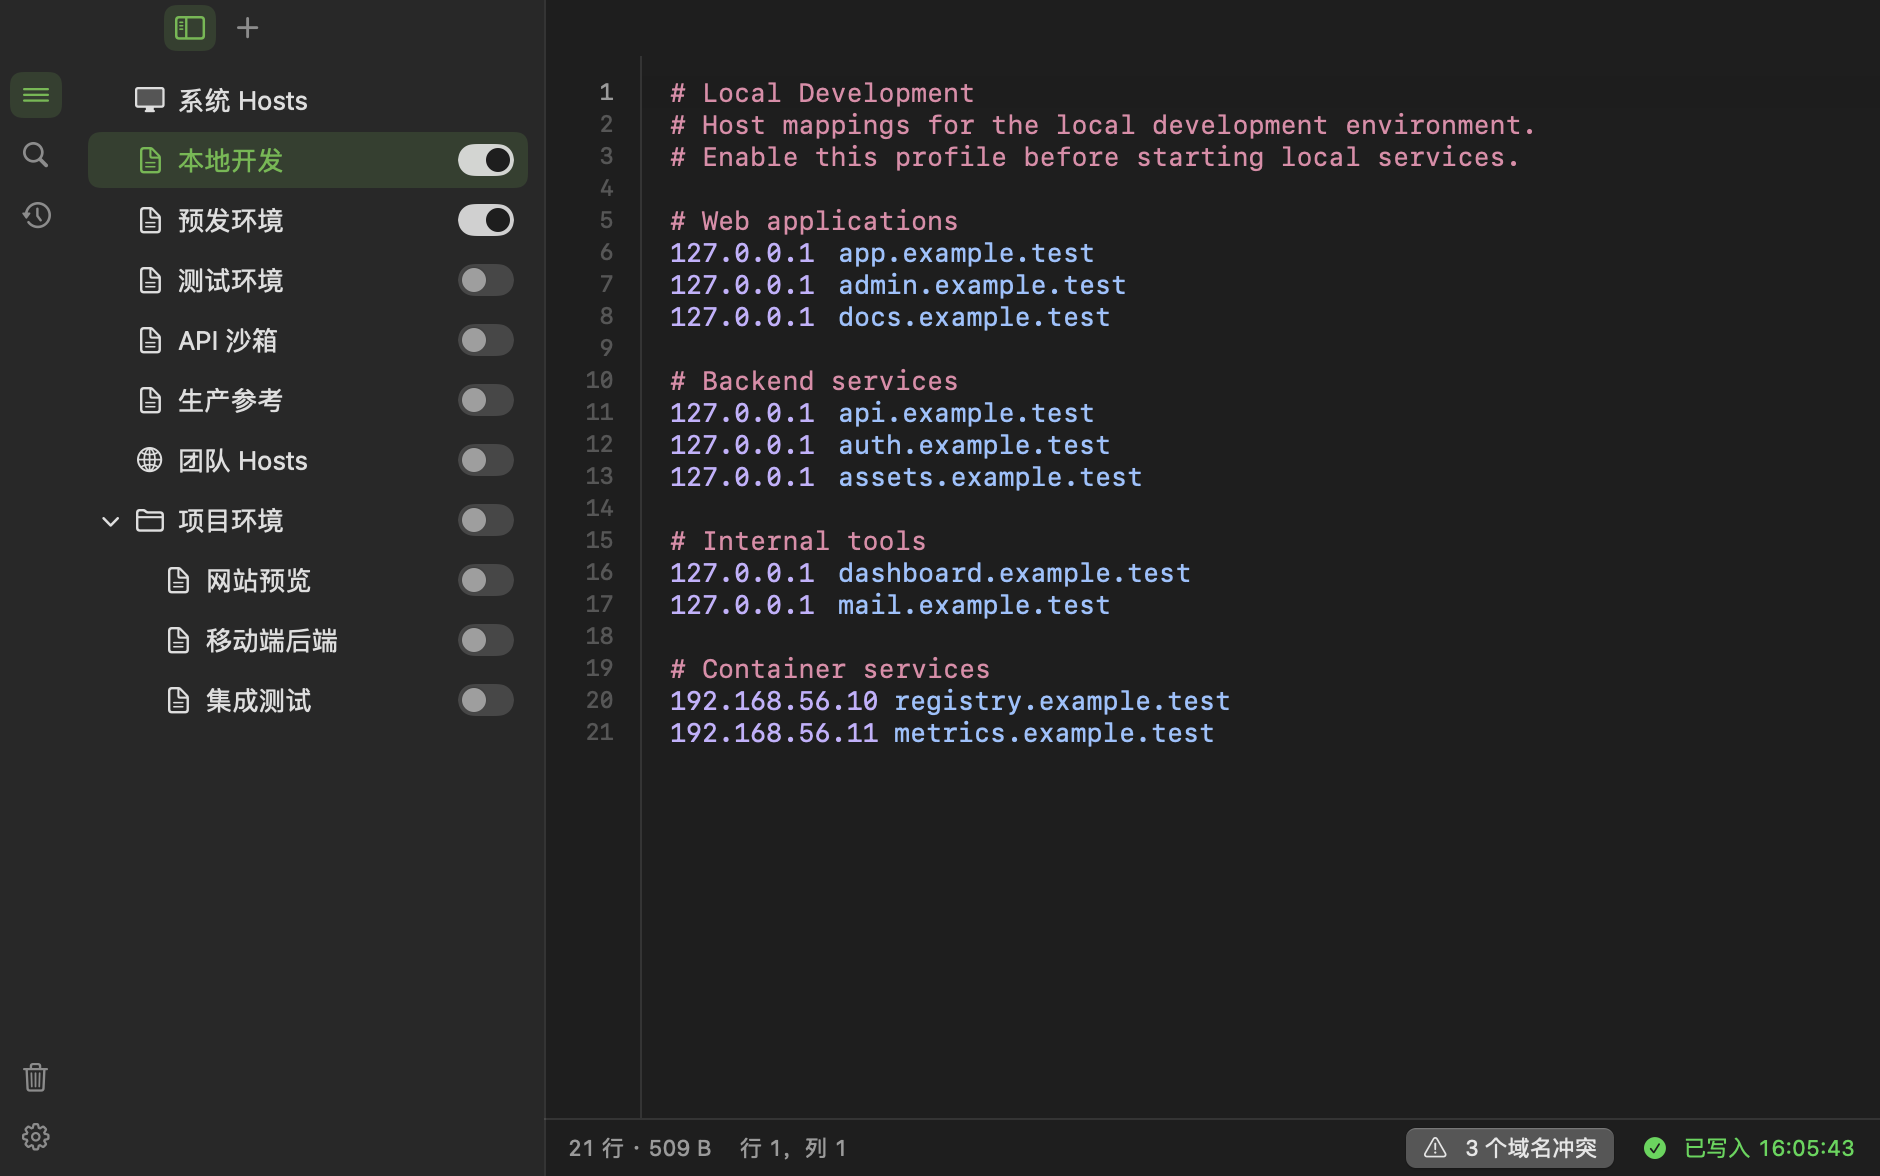 系统 Hosts
本地开发
预发环境
测试环境
API 沙箱
生产参考
团队 Hosts
项目环境
网站预览
移动端后端
集成测试
1 # Local Development
2 # Host mappings for the local development environment.
3 # Enable this profile before starting local services.
4
5 # Web applications
6 127.0.0.1 app.example.test
7 127.0.0.1 admin.example.test
8 127.0.0.1 docs.example.test
9
10 # Backend services
11 127.0.0.1 api.example.test
12 127.0.0.1 auth.example.test
13 127.0.0.1 assets.example.test
14
15 # Internal tools
16 127.0.0.1 dashboard.example.test
17 127.0.0.1 mail.example.test
18
19 # Container services
20 192.168.56.10 registry.example.test
21 192.168.56.11 metrics.example.test
21 行 · 509 B 行 1，列 1 3 个域名冲突 已写入 16:05:43